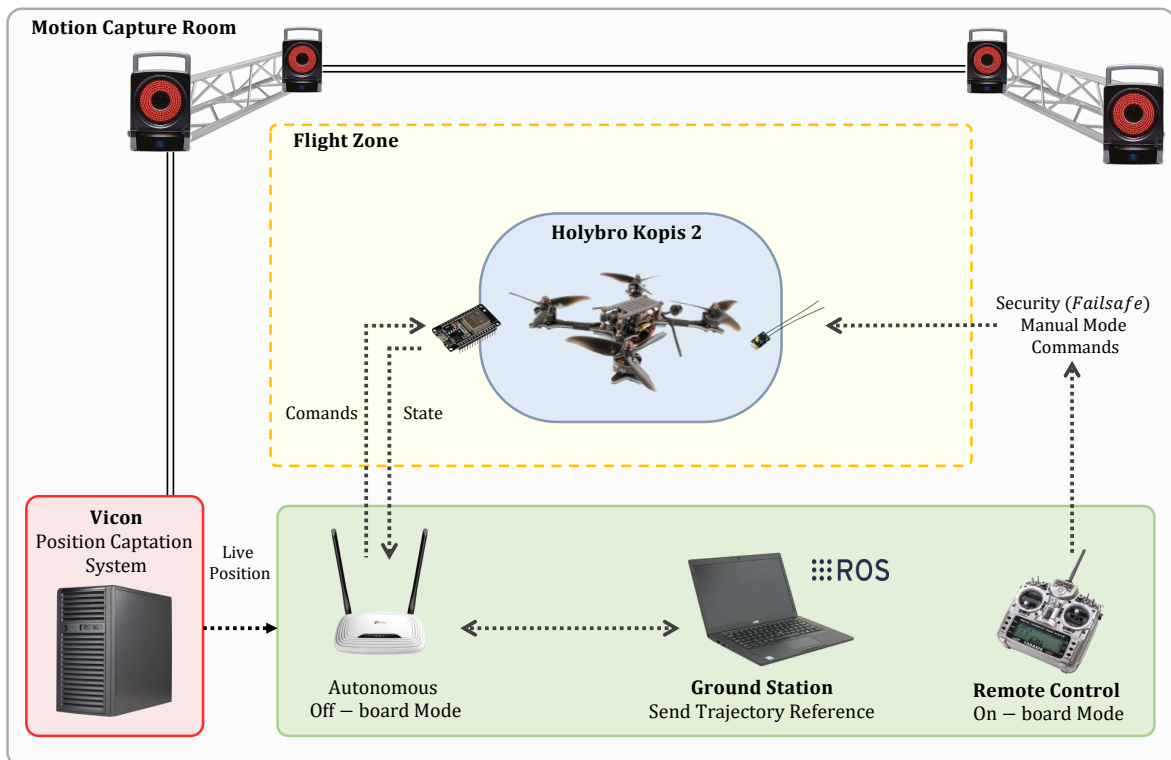 Motion Capture Room
Flight Zone
Holybro Kopis 2
Security (Failsafe)
Manual Mode
Commands
Comands
State
Vicon
Position Captation
System
Live
Position
ROS
Autonomous
Off − board Mode
Ground Station
Send Trajectory Reference
Remote Control
On − board Mode